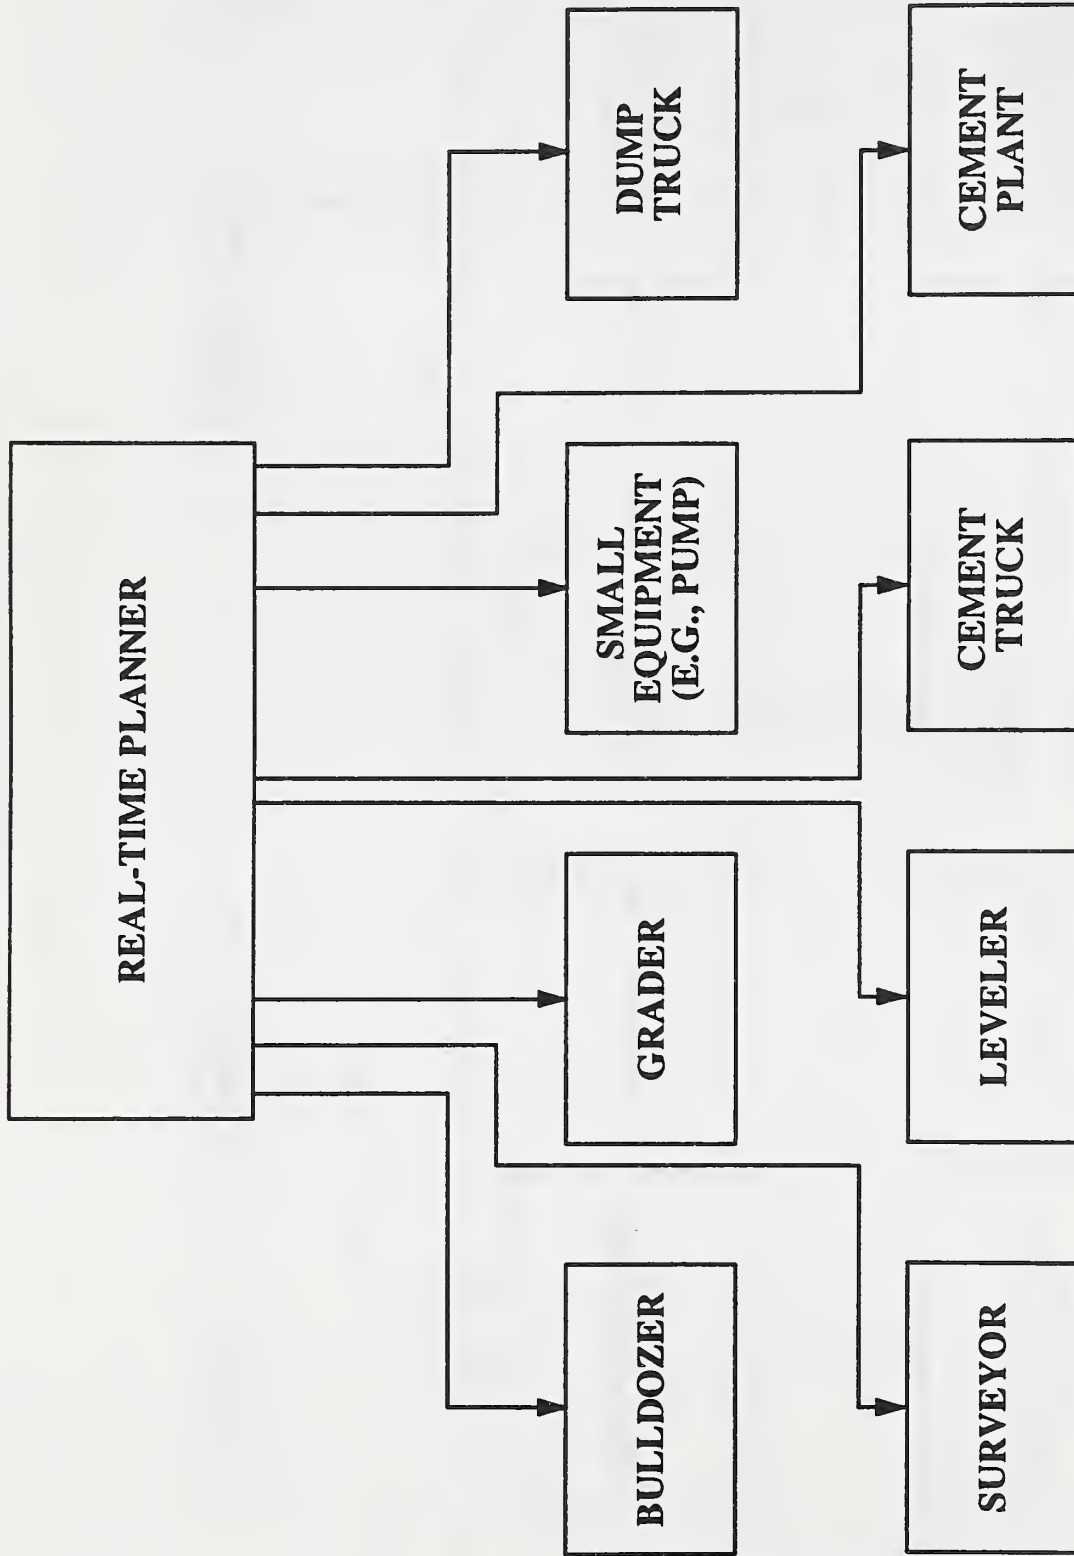 REAL-TIME PLANNER
BULLDOZER
GRADER
SMALL
EQUIPMENT
(E.G., PUMP)
DUMP
TRUCK
SURVEYOR
LEVELER
CEMENT
TRUCK
CEMENT
PLANT